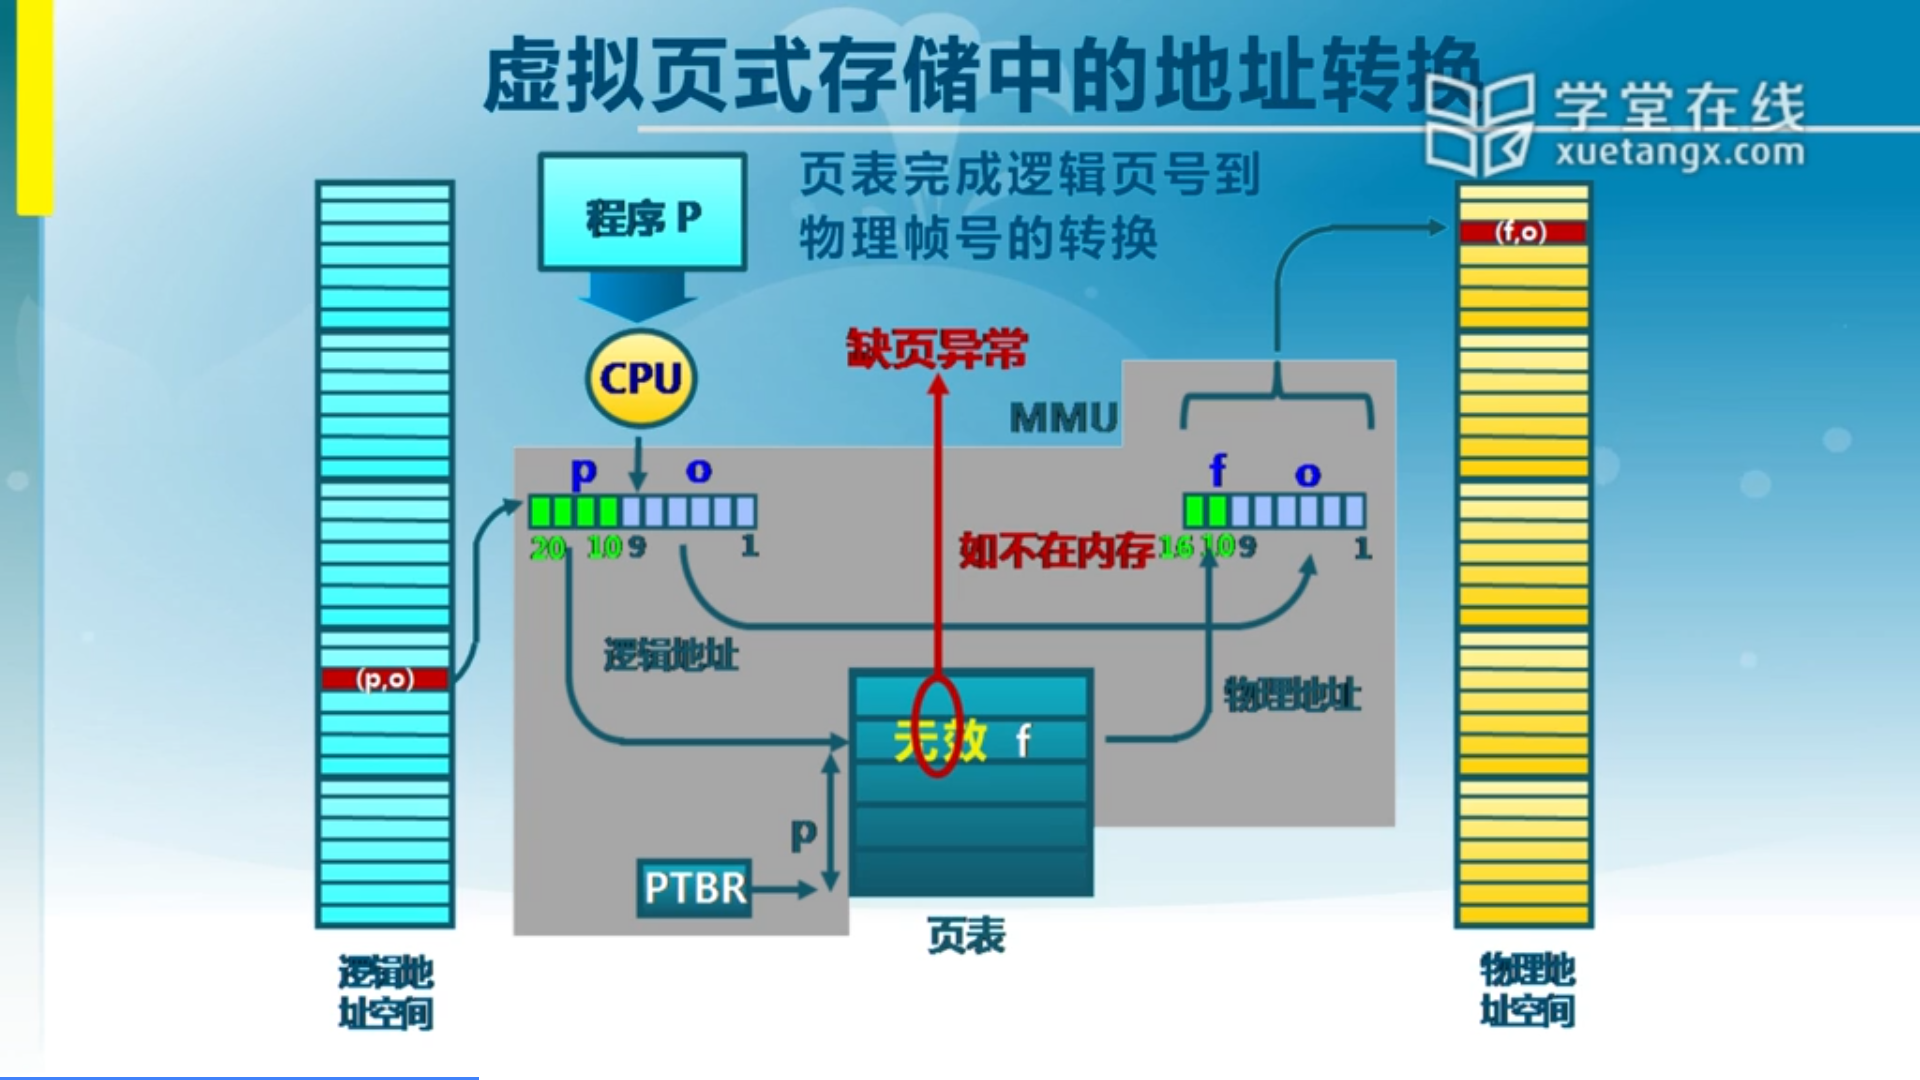 虚拟页式存储中的地址转换
学堂在线
xuetangx.com
页表完成逻辑页号到
物理帧号的转换
程序 P
(f,o)
缺页异常
CPU
MMU
p o
f o
20 10 9 1
如不在内存
16 10 9 1
逻辑地址
(p,o)
物理地址
无效 f
p
PTBR
页表
逻辑地
址空间
物理地
址空间